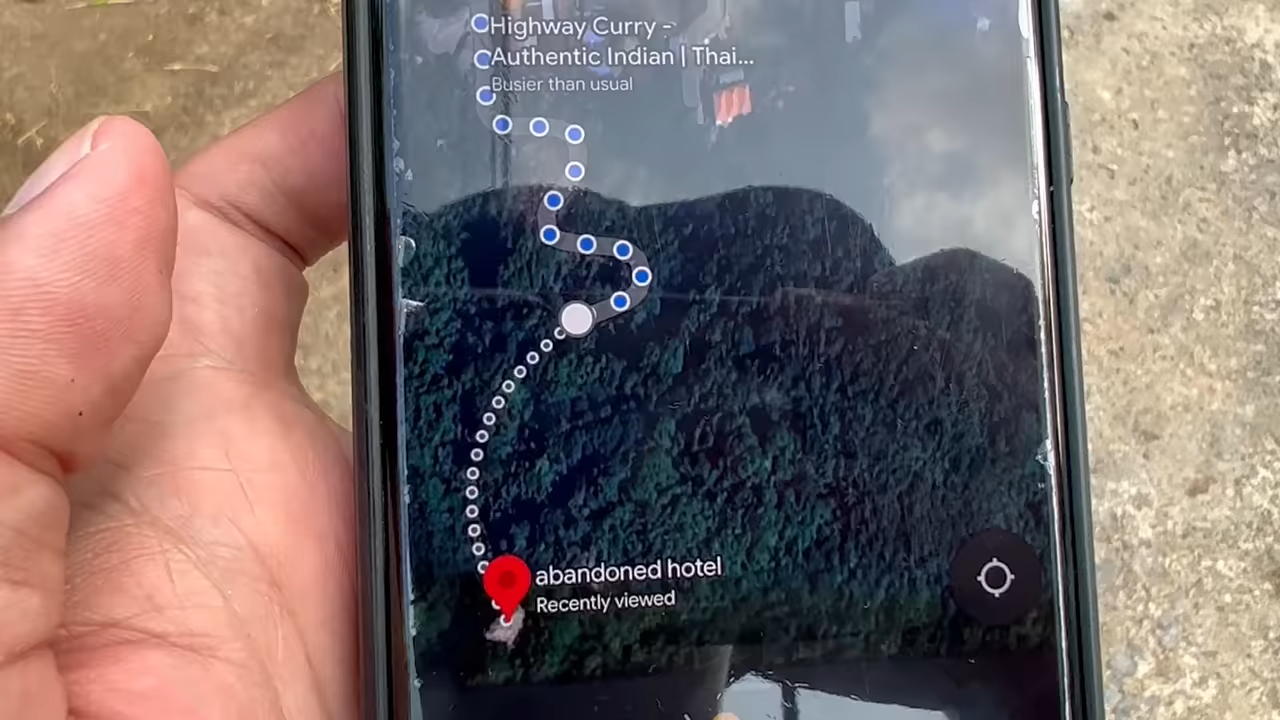 Highway Curry -
Authentic Indian | Thai...
Busier than usual
abandoned hotel
Recently viewed